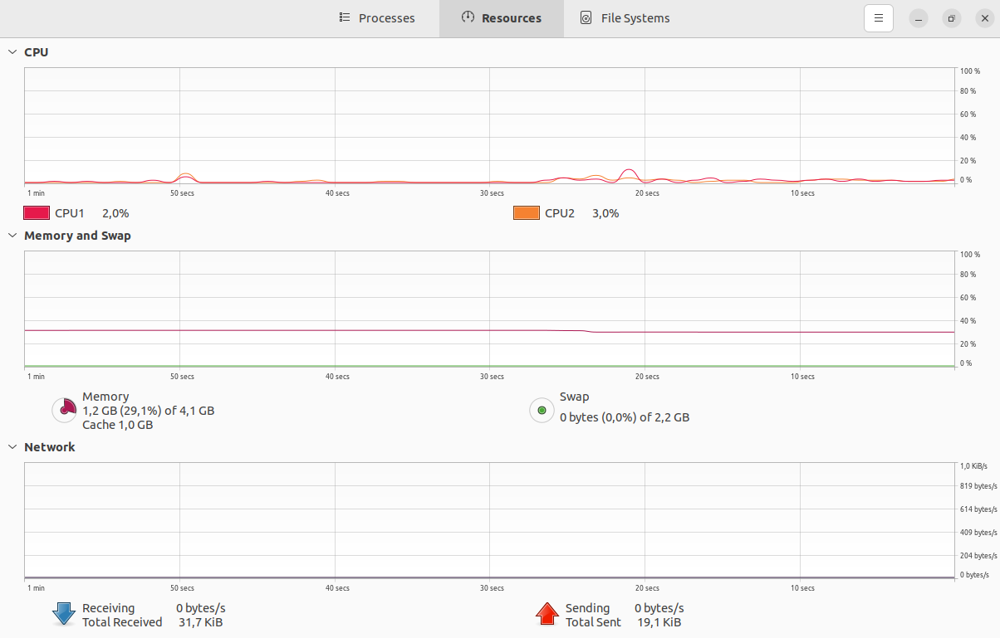 Processes Resources File Systems
CPU
100 %
80 %
60 %
40 %
20 %
0 %
1 min 50 secs 40 secs 30 secs 20 secs 10 secs
CPU1 2,0% CPU2 3,0%
Memory and Swap
100 %
80 %
60 %
40 %
20 %
0 %
1 min 50 secs 40 secs 30 secs 20 secs 10 secs
Memory
1,2 GB (29,1%) of 4,1 GB
Cache 1,0 GB
Swap
0 bytes (0,0%) of 2,2 GB
Network
1,0 KiB/s
819 bytes/s
614 bytes/s
409 bytes/s
204 bytes/s
0 bytes/s
1 min 50 secs 40 secs 30 secs 20 secs 10 secs
Receiving 0 bytes/s
Total Received 31,7 KiB
Sending 0 bytes/s
Total Sent 19,1 KiB